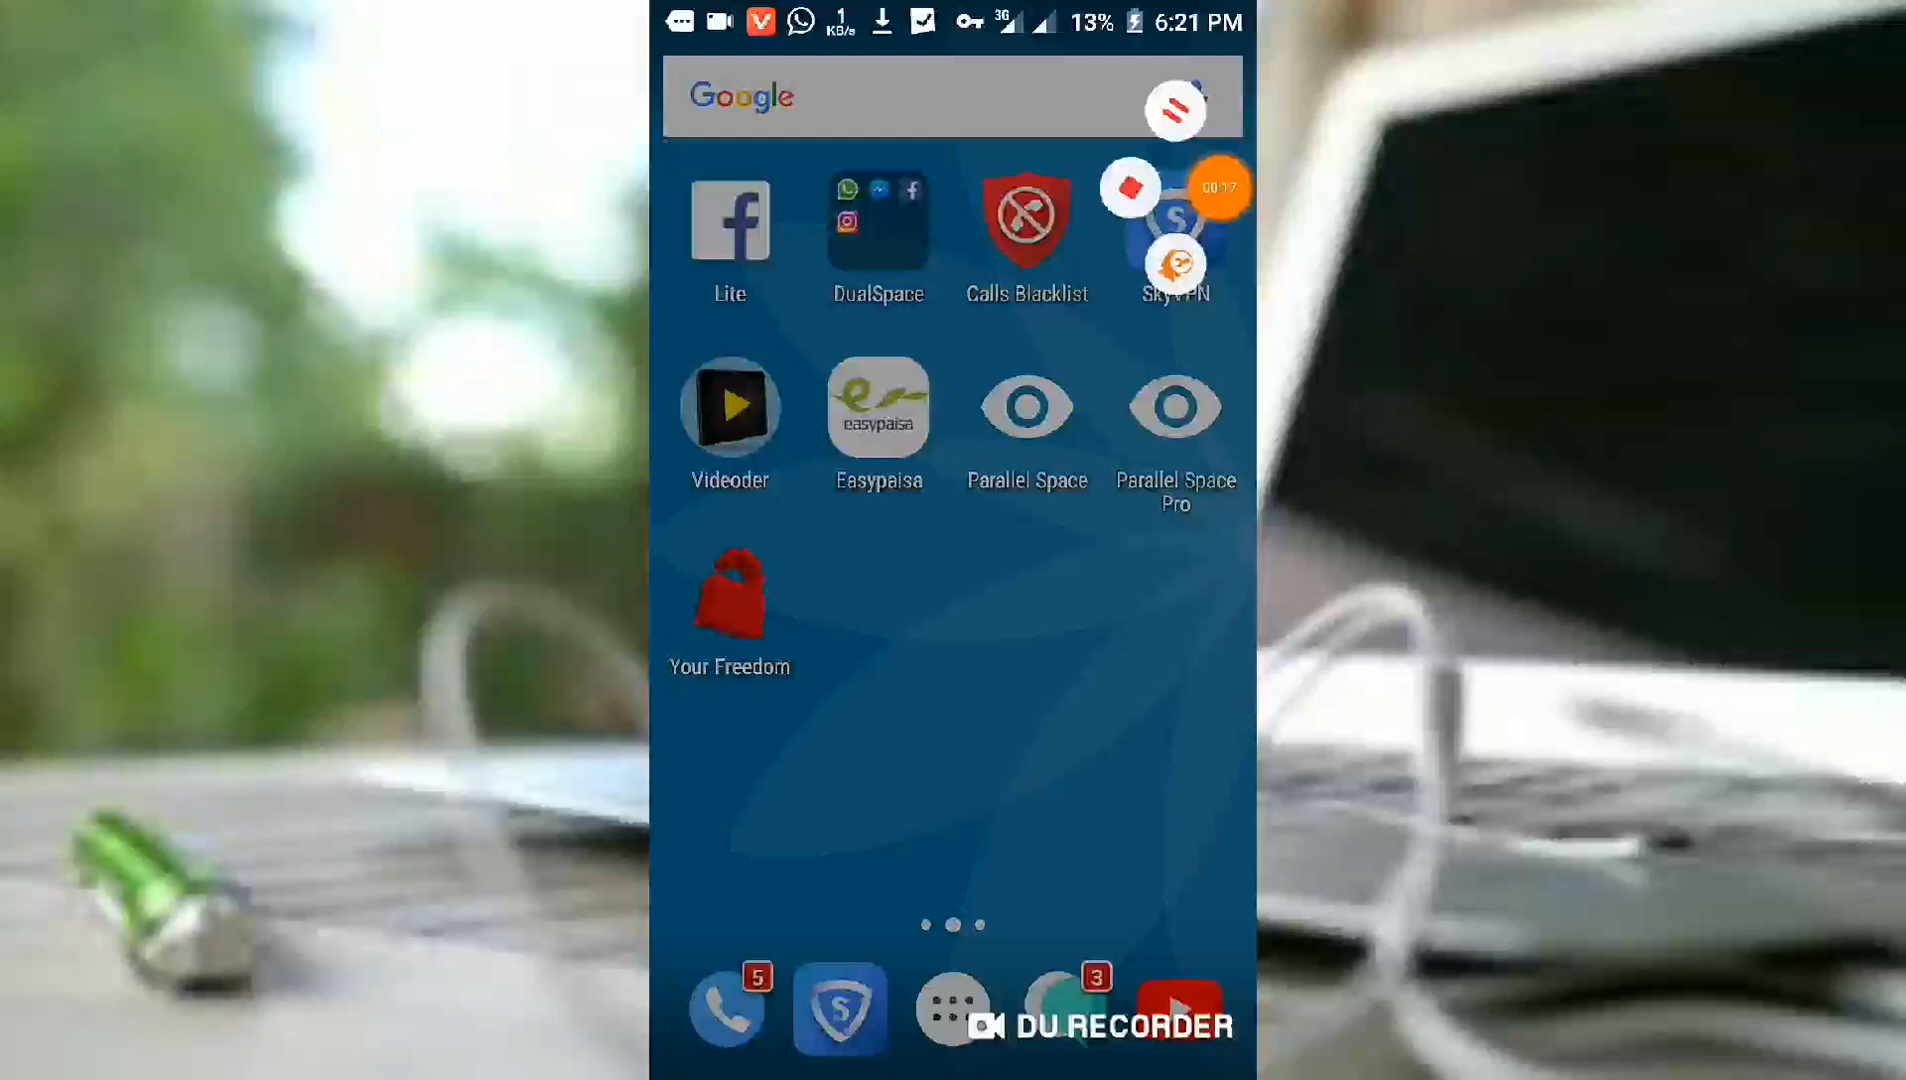 1
KB/s
3G
13%
6:21 PM
Google
00:17
Lite
DualSpace
Calls Blacklist
SkyVPN
easypaisa
Videoder
Easypaisa
Parallel Space
Parallel Space
Pro
Your Freedom
5
3
DU RECORDER